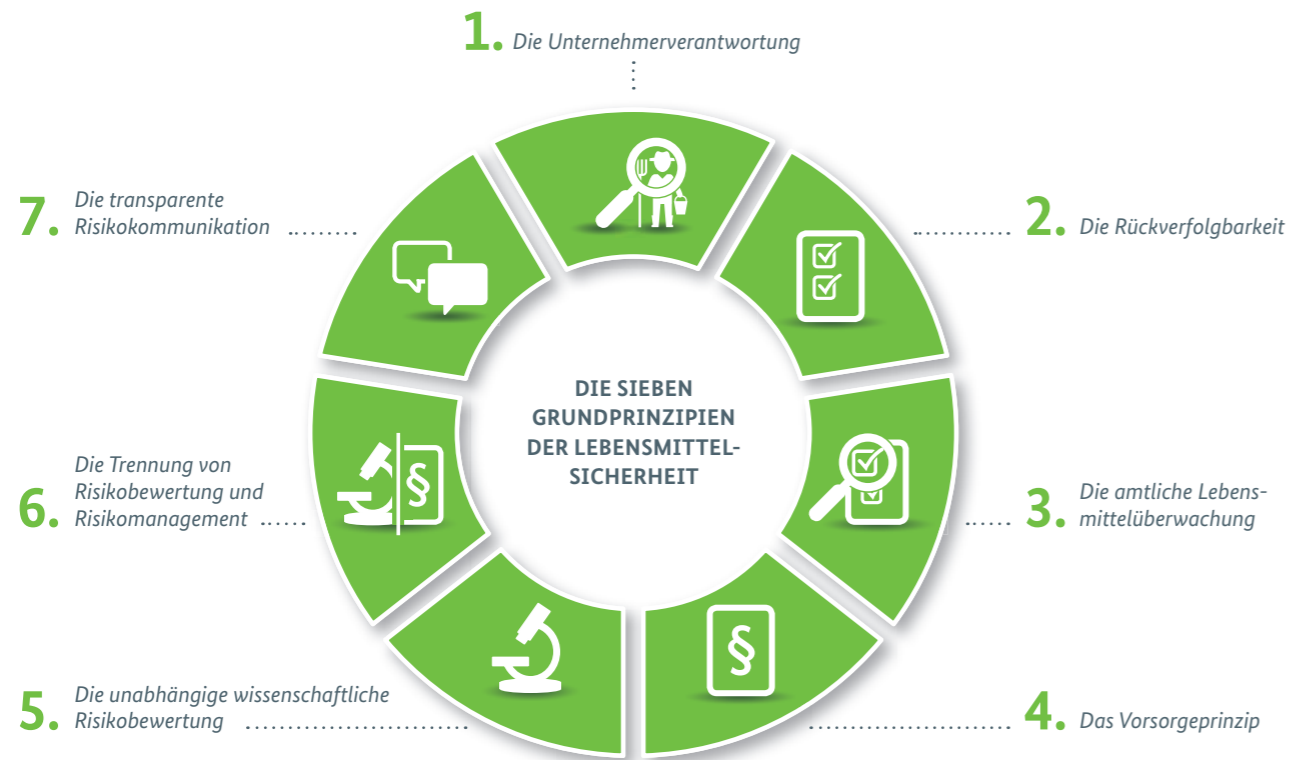 1. Die Unternehmerverantwortung
2. Die Rückverfolgbarkeit
3. Die amtliche Lebens-
mittelüberwachung
4. Das Vorsorgeprinzip
5. Die unabhängige wissenschaftliche
Risikobewertung
6. Die Trennung von
Risikobewertung und
Risikomanagement
7. Die transparente
Risikokommunikation
DIE SIEBEN
GRUNDPRINZIPIEN
DER LEBENSMITTEL-
SICHERHEIT
§
§